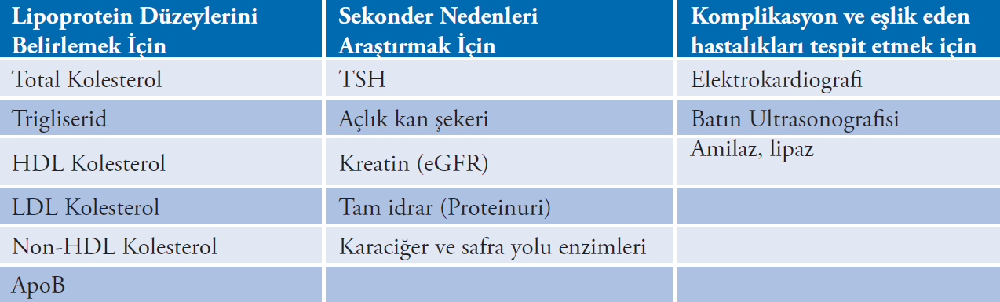 Lipoprotein Düzeylerini
Belirlemek İçin
Sekonder Nedenleri
Araştırmak İçin
Komplikasyon ve eşlik eden
hastalıkları tespit etmek için
Total Kolesterol
TSH
Elektrokardiografi
Trigliserid
Açlık kan şekeri
Batın Ultrasonografisi
HDL Kolesterol
Kreatin (eGFR)
Amilaz, lipaz
LDL Kolesterol
Tam idrar (Proteinuri)
Non-HDL Kolesterol
Karaciğer ve safra yolu enzimleri
ApoB